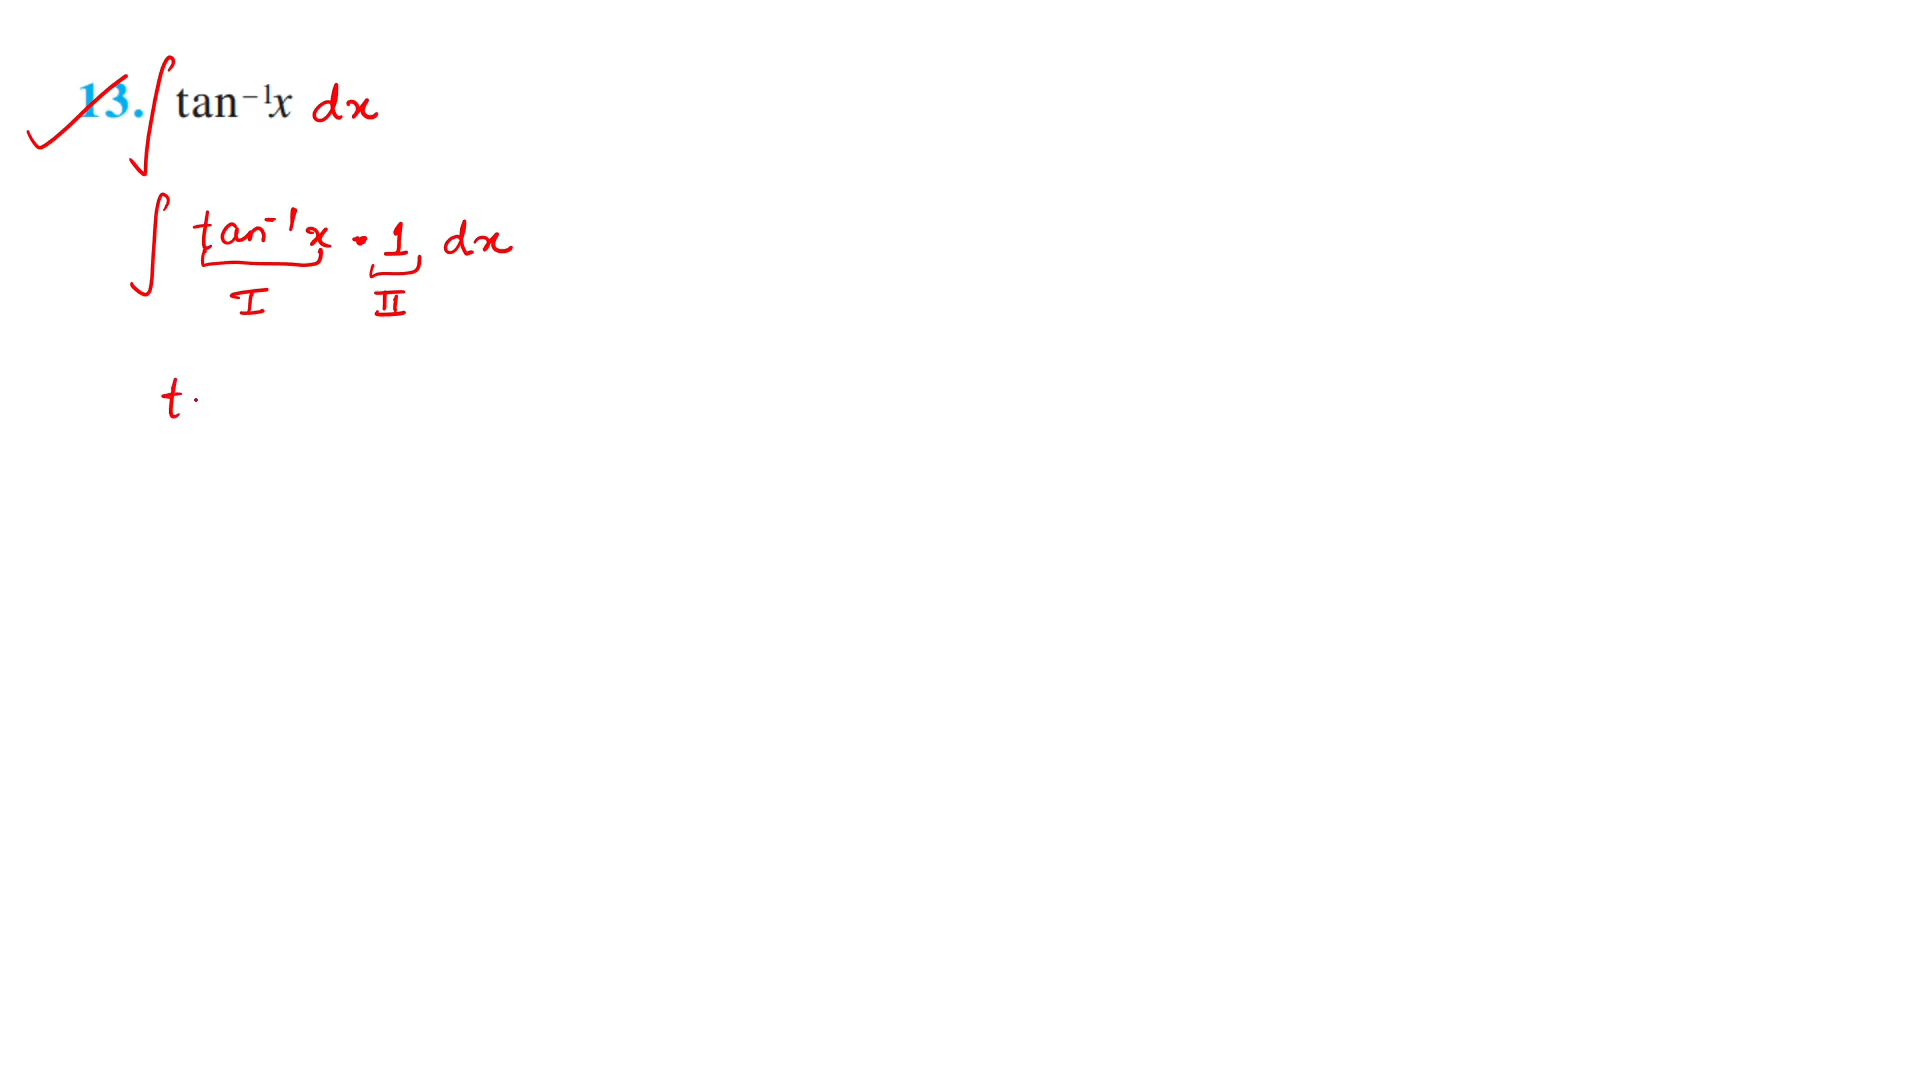 13. ∫ tan⁻¹x dx
∫ tan⁻¹x · 1 dx
I II
t